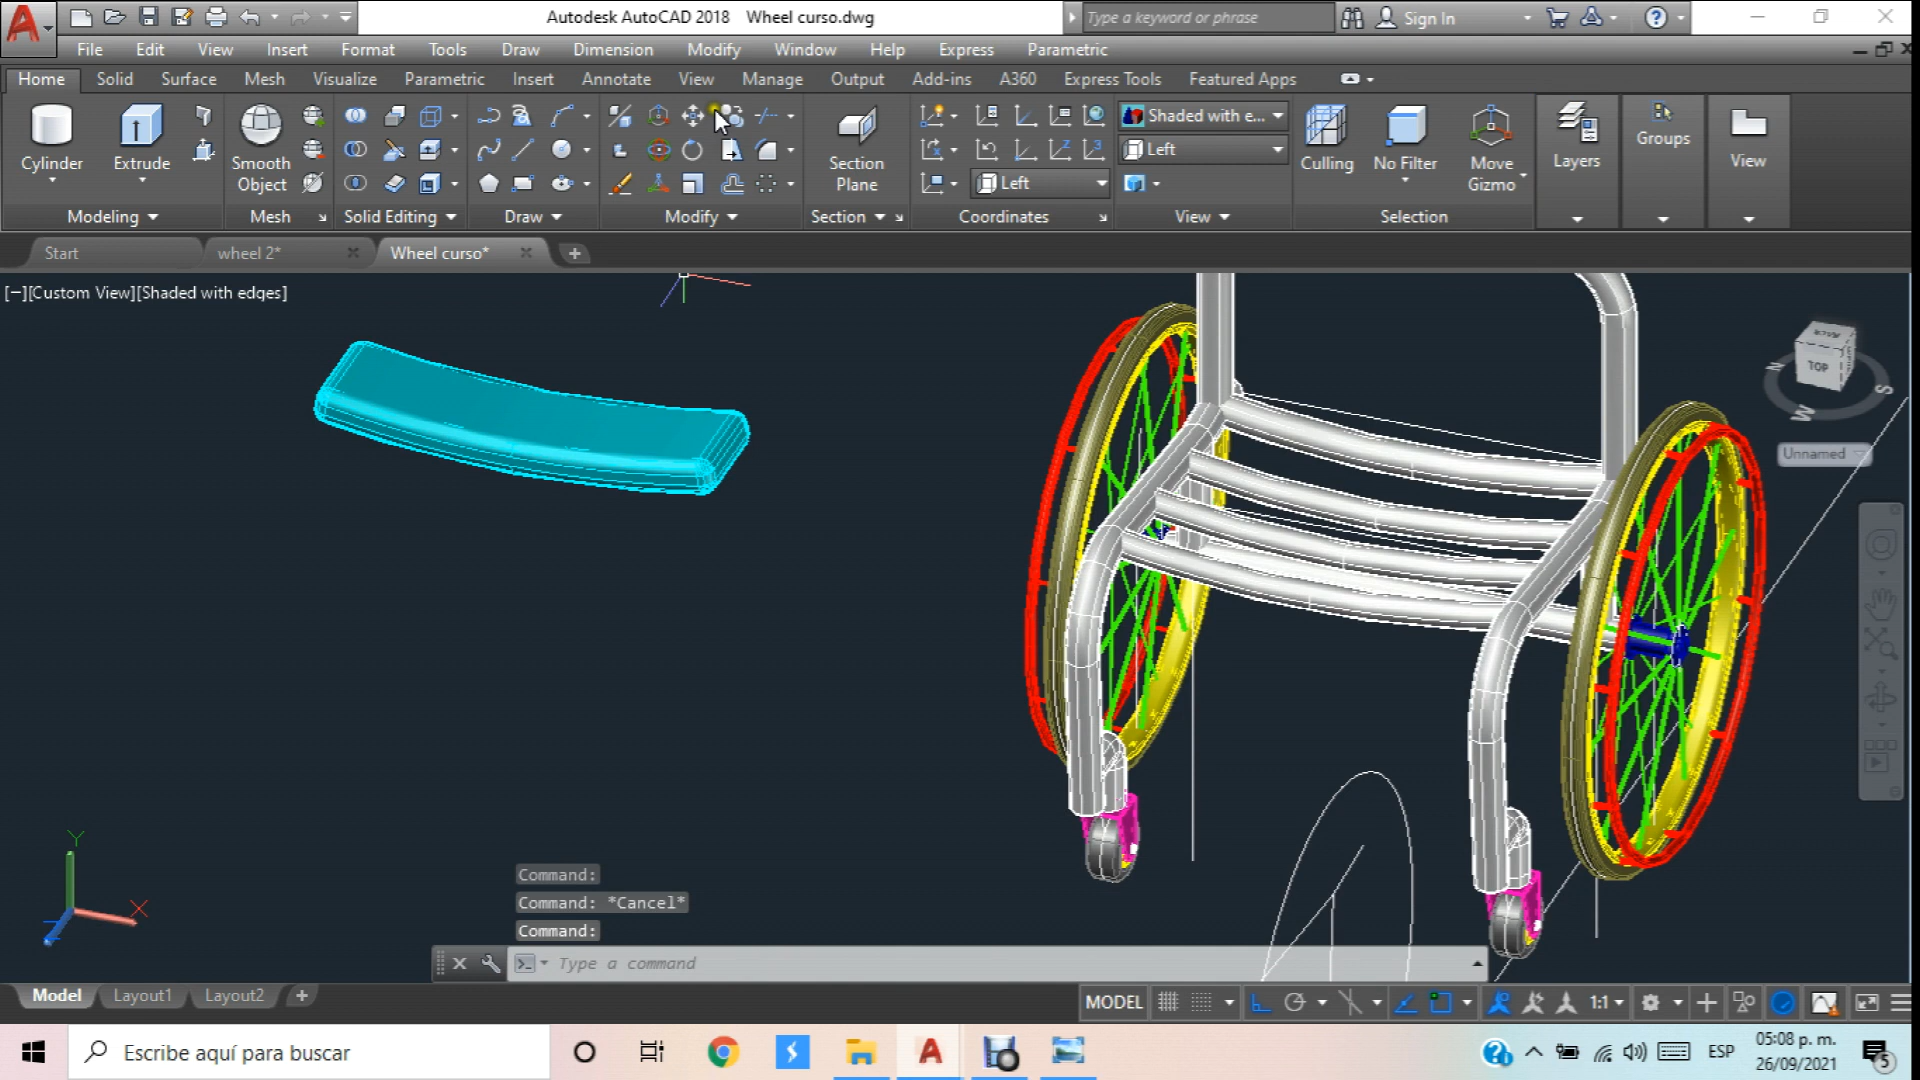 Autodesk AutoCAD 2018 Wheel curso.dwg
Type a keyword or phrase
Sign In
File Edit View Insert Format Tools Draw Dimension Modify Window Help Express Parametric
Home Solid Surface Mesh Visualize Parametric Insert Annotate View Manage Output Add-ins A360 Express Tools Featured Apps
Cylinder
Extrude
Smooth Object
Section Plane
Shaded with e...
Left
Left
Culling
No Filter
Move Gizmo
Layers
Groups
View
Modeling Mesh Solid Editing Draw Modify Section Coordinates View Selection
Start wheel 2* Wheel curso*
[−][Custom View][Shaded with edges]
TOP
N
S
W
Unnamed
Y
X
Command:
Command: *Cancel*
Command:
Type a command
Model Layout1 Layout2
MODEL
1:1
Escribe aquí para buscar
ESP
05:08 p. m.
26/09/2021
5